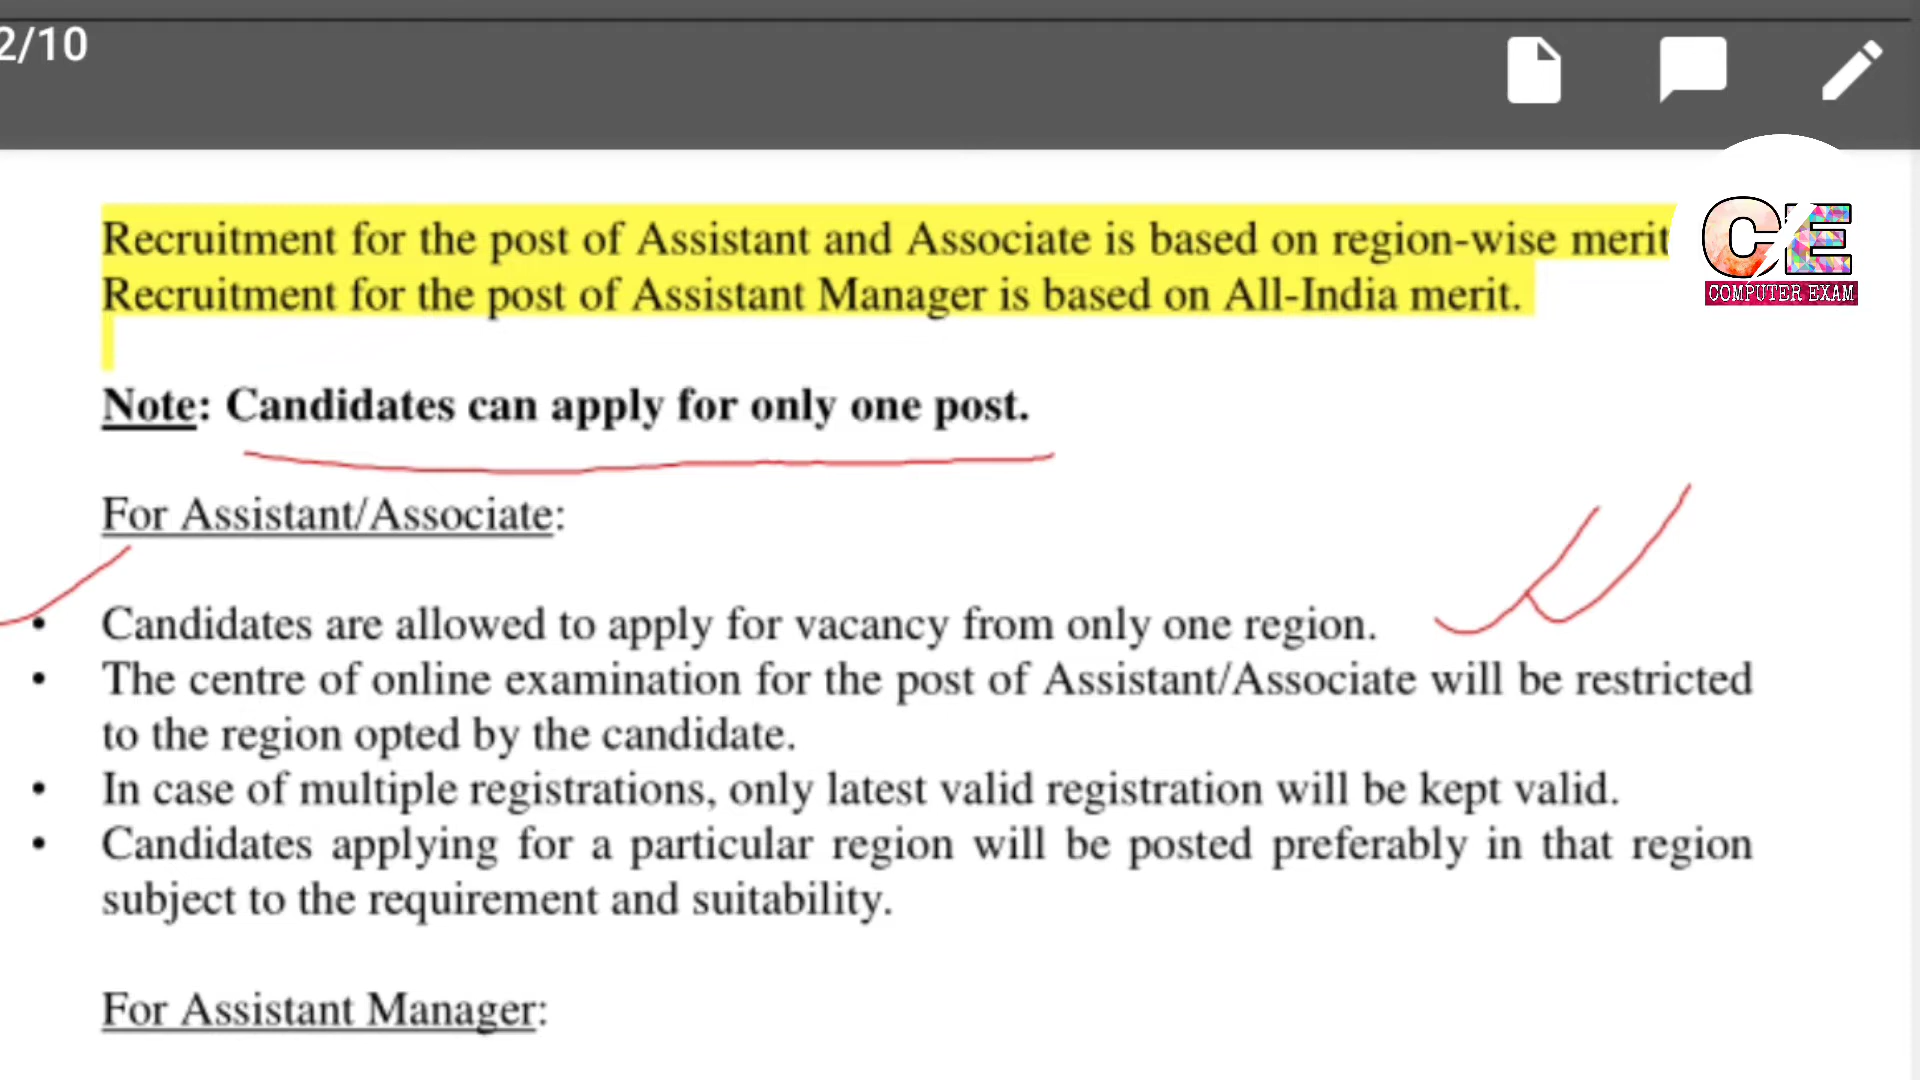 2/10
Recruitment for the post of Assistant and Associate is based on region-wise merit
Recruitment for the post of Assistant Manager is based on All-India merit.
CE
COMPUTER EXAM
Note: Candidates can apply for only one post.
For Assistant/Associate:
• Candidates are allowed to apply for vacancy from only one region.
• The centre of online examination for the post of Assistant/Associate will be restricted
to the region opted by the candidate.
• In case of multiple registrations, only latest valid registration will be kept valid.
• Candidates applying for a particular region will be posted preferably in that region
subject to the requirement and suitability.
For Assistant Manager: